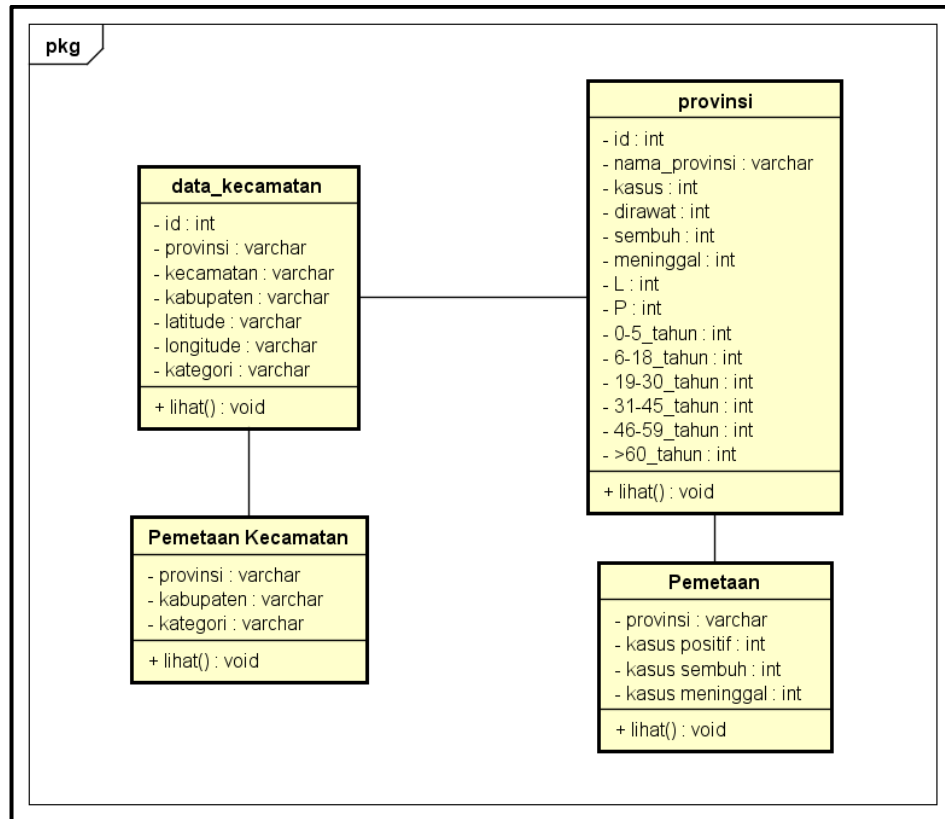 pkg
provinsi
- id : int
- nama_provinsi : varchar
- kasus : int
- dirawat : int
- sembuh : int
- meninggal : int
- L : int
- P : int
- 0-5_tahun : int
- 6-18_tahun : int
- 19-30_tahun : int
- 31-45_tahun : int
- 46-59_tahun : int
- >60_tahun : int
+ lihat() : void
data_kecamatan
- id : int
- provinsi : varchar
- kecamatan : varchar
- kabupaten : varchar
- latitude : varchar
- longitude : varchar
- kategori : varchar
+ lihat() : void
Pemetaan Kecamatan
- provinsi : varchar
- kabupaten : varchar
- kategori : varchar
+ lihat() : void
Pemetaan
- provinsi : varchar
- kasus positif : int
- kasus sembuh : int
- kasus meninggal : int
+ lihat() : void